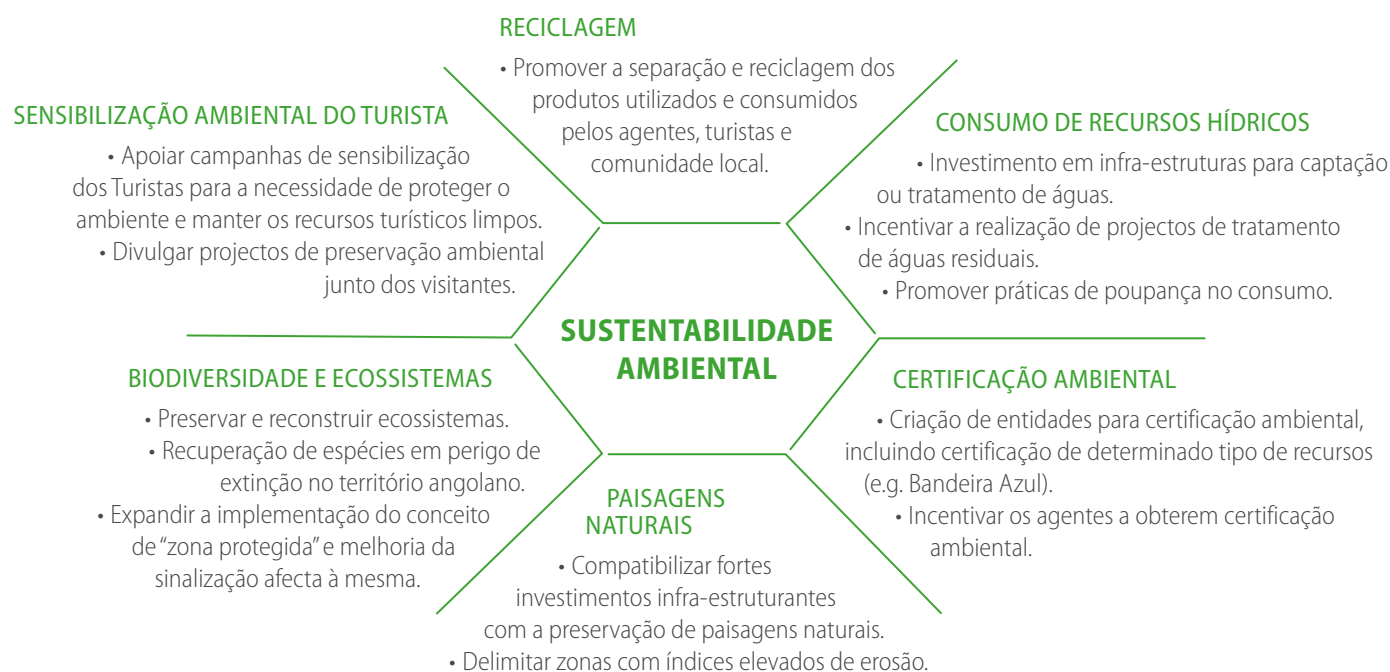 RECICLAGEM
• Promover a separação e reciclagem dos
produtos utilizados e consumidos
pelos agentes, turistas e
comunidade local.
SENSIBILIZAÇÃO AMBIENTAL DO TURISTA
• Apoiar campanhas de sensibilização
dos Turistas para a necessidade de proteger o
ambiente e manter os recursos turísticos limpos.
• Divulgar projectos de preservação ambiental
junto dos visitantes.
CONSUMO DE RECURSOS HÍDRICOS
• Investimento em infra-estruturas para captação
ou tratamento de águas.
• Incentivar a realização de projectos de tratamento
de águas residuais.
• Promover práticas de poupança no consumo.
SUSTENTABILIDADE
AMBIENTAL
BIODIVERSIDADE E ECOSSISTEMAS
• Preservar e reconstruir ecossistemas.
• Recuperação de espécies em perigo de
extinção no território angolano.
• Expandir a implementação do conceito
de “zona protegida” e melhoria da
sinalização afecta à mesma.
CERTIFICAÇÃO AMBIENTAL
• Criação de entidades para certificação ambiental,
incluindo certificação de determinado tipo de recursos
(e.g. Bandeira Azul).
• Incentivar os agentes a obterem certificação
ambiental.
PAISAGENS
NATURAIS
• Compatibilizar fortes
investimentos infra-estruturantes
com a preservação de paisagens naturais.
• Delimitar zonas com índices elevados de erosão.